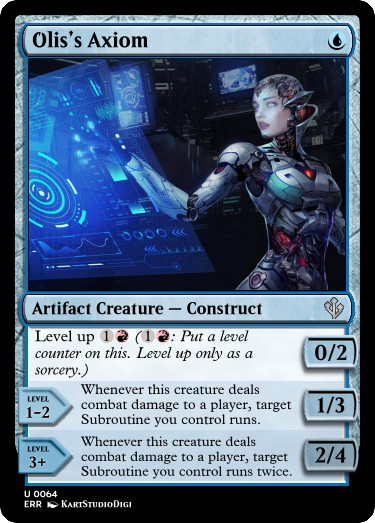 Olis's Axiom
Artifact Creature — Construct
Level up 1 (1: Put a level
counter on this. Level up only as a
sorcery.)
0/2
LEVEL
1-2
Whenever this creature deals
combat damage to a player, target
Subroutine you control runs.
1/3
LEVEL
3+
Whenever this creature deals
combat damage to a player, target
Subroutine you control runs twice.
2/4
U 0064
ERR KartStudioDigi